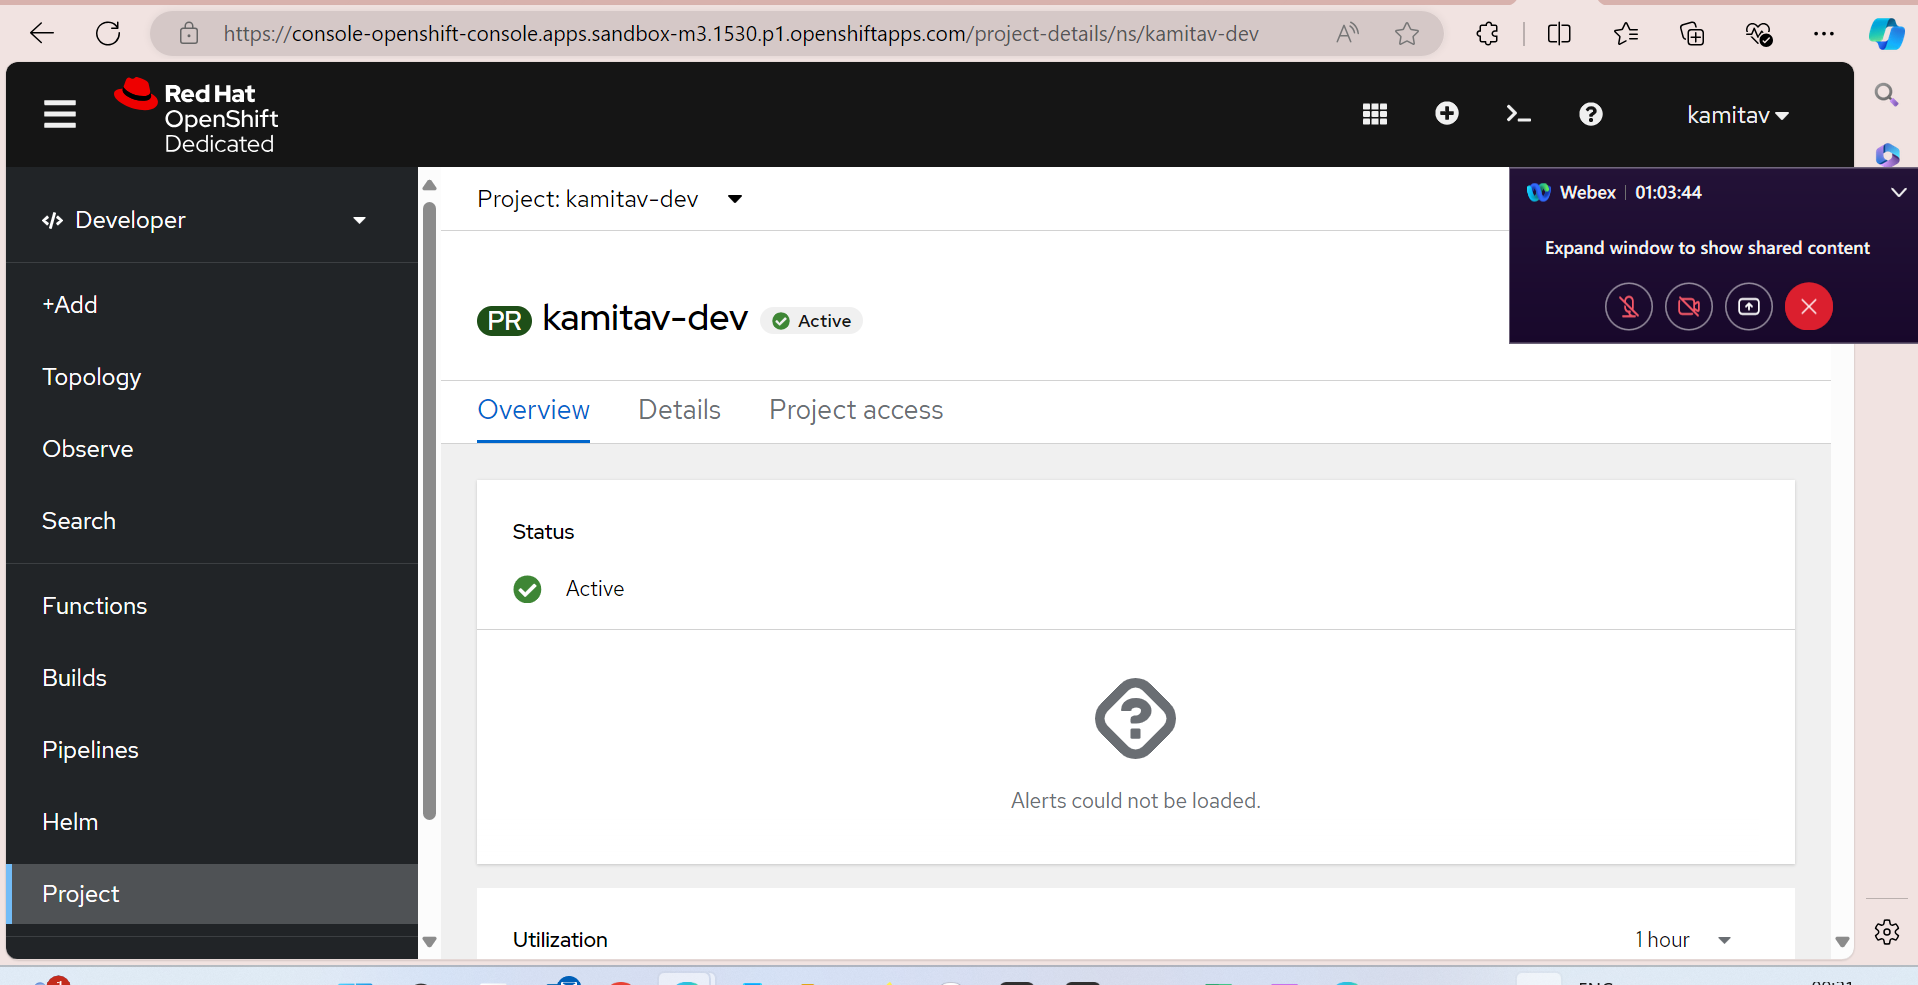 https://console-openshift-console.apps.sandbox-m3.1530.p1.openshiftapps.com/project-details/ns/kamitav-dev
Red Hat
OpenShift
Dedicated
kamitav
Developer
+Add
Topology
Observe
Search
Functions
Builds
Pipelines
Helm
Project
Project: kamitav-dev
Webex 01:03:44
Expand window to show shared content
PR kamitav-dev Active
Overview Details Project access
Status
Active
Alerts could not be loaded.
Utilization 1 hour
1